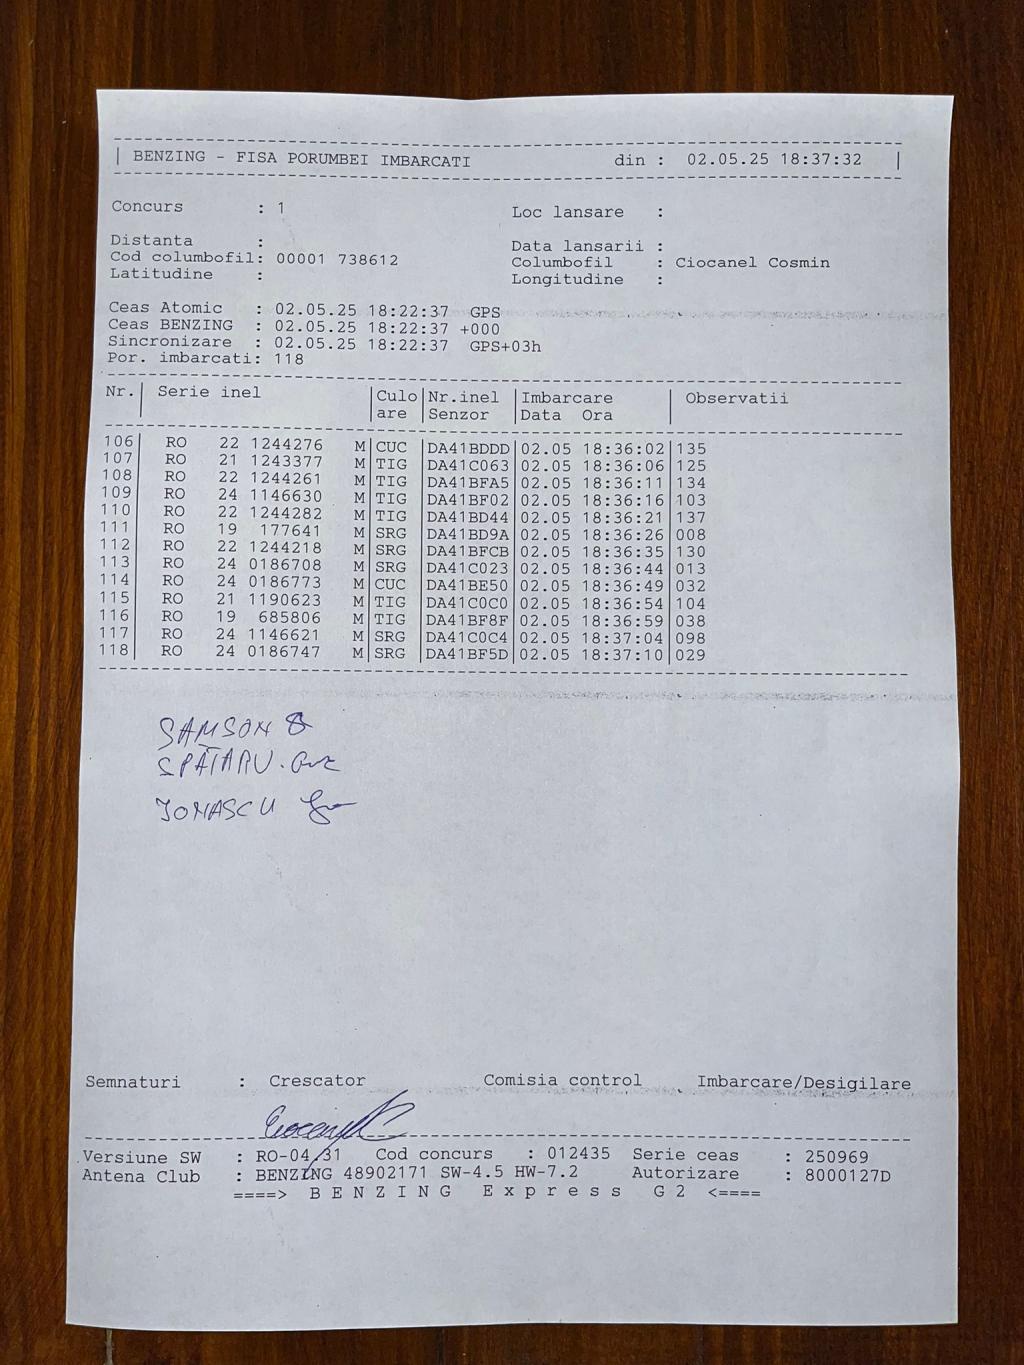 BENZING - FISA PORUMBEI IMBARCATI din : 02.05.25 18:37:32
Concurs : 1 Loc lansare :
Distanta : Data lansarii :
Cod columbofil: 00001 738612 Columbofil : Ciocanel Cosmin
Latitudine : Longitudine :
Ceas Atomic : 02.05.25 18:22:37 GPS
Ceas BENZING : 02.05.25 18:22:37 +000
Sincronizare : 02.05.25 18:22:37 GPS+03h
Por. imbarcati: 118
Nr. Serie inel Culo Nr.inel Imbarcare Observatii
are Senzor Data Ora
106 RO 22 1244276 M CUC DA41BDDD 02.05 18:36:02 135
107 RO 21 1243377 M TIG DA41C063 02.05 18:36:06 125
108 RO 22 1244261 M TIG DA41BFA5 02.05 18:36:11 134
109 RO 24 1146630 M TIG DA41BF02 02.05 18:36:16 103
110 RO 22 1244282 M TIG DA41BD44 02.05 18:36:21 137
111 RO 19 177641 M SRG DA41BD9A 02.05 18:36:26 008
112 RO 22 1244218 M SRG DA41BFCB 02.05 18:36:35 130
113 RO 24 0186708 M SRG DA41C023 02.05 18:36:44 013
114 RO 24 0186773 M CUC DA41BE50 02.05 18:36:49 032
115 RO 21 1190623 M TIG DA41C0C0 02.05 18:36:54 104
116 RO 19 685806 M TIG DA41BF8F 02.05 18:36:59 038
117 RO 24 1146621 M SRG DA41C0C4 02.05 18:37:04 098
118 RO 24 0186747 M SRG DA41BF5D 02.05 18:37:10 029
SAMSON
SPĂTARU
IONASCU
Semnaturi : Crescator Comisia control Imbarcare/Desigilare
Versiune SW : RO-04/31 Cod concurs : 012435 Serie ceas : 250969
Antena Club : BENZING 48902171 SW-4.5 HW-7.2 Autorizare : 8000127D
====> B E N Z I N G E x p r e s s G 2 <====